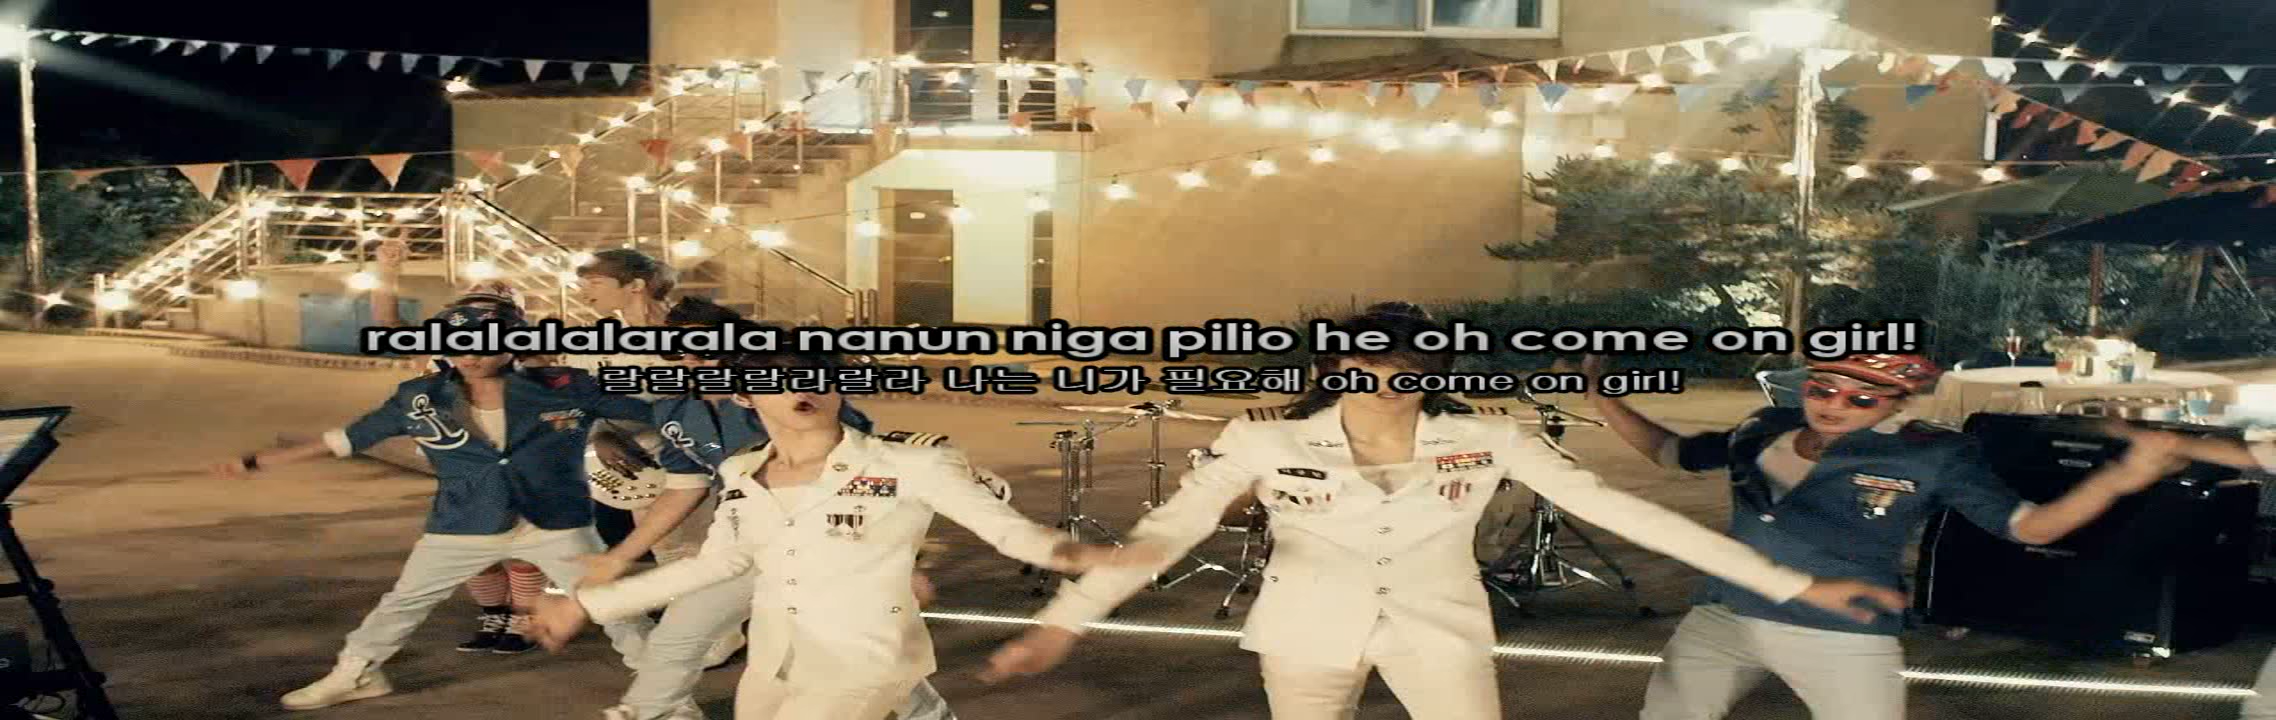 ralalalalarala nanun niga pilio he oh come on girl!
랄랄랄랄라랄라 나는 니가 필요해 oh come on girl!